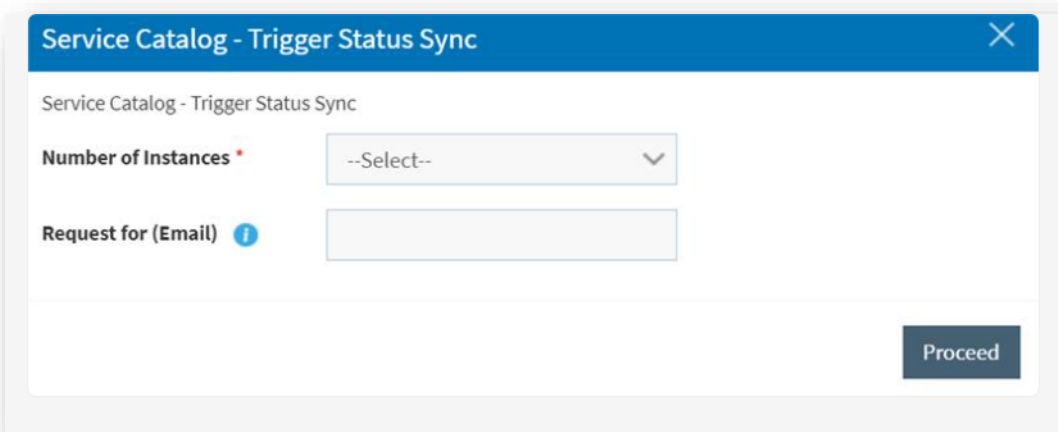 Service Catalog - Trigger Status Sync
Service Catalog - Trigger Status Sync
Number of Instances * --Select--
Request for (Email) i
Proceed